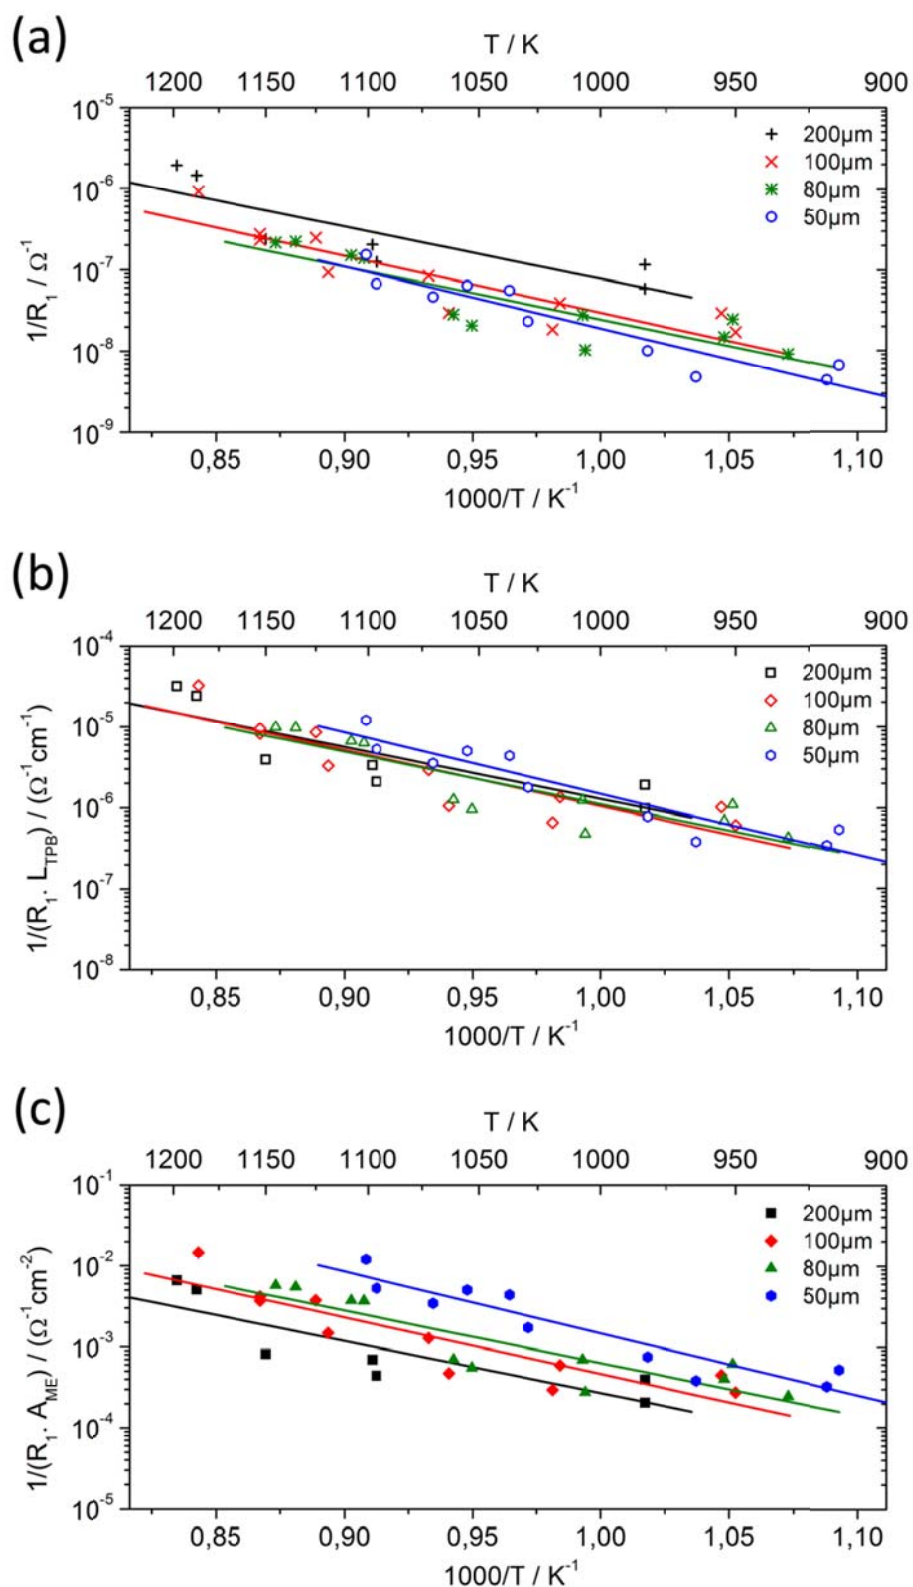 (a)
T / K
1200 1150 1100 1050 1000 950 900
10-5
10-6
10-7
10-8
10-9
1/R1 / Ω-1
200µm
100µm
80µm
50µm
0,85 0,90 0,95 1,00 1,05 1,10
1000/T / K-1
(b)
T / K
1200 1150 1100 1050 1000 950 900
10-4
10-5
10-6
10-7
10-8
1/(R1. LTPB) / (Ω-1cm-1)
200µm
100µm
80µm
50µm
0,85 0,90 0,95 1,00 1,05 1,10
1000/T / K-1
(c)
T / K
1200 1150 1100 1050 1000 950 900
10-1
10-2
10-3
10-4
10-5
1/(R1. AME) / (Ω-1cm-2)
200µm
100µm
80µm
50µm
0,85 0,90 0,95 1,00 1,05 1,10
1000/T / K-1